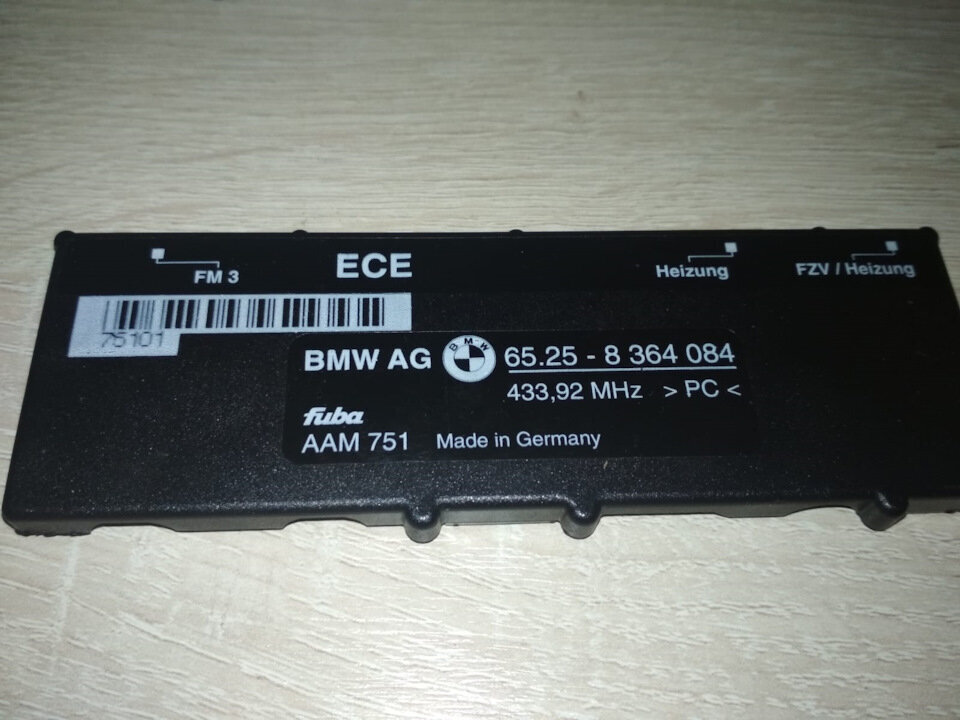 FM 3
ECE
Heizung
FZV / Heizung
75101
BMW AG BMW 65.25 - 8 364 084
433,92 MHz > PC <
fuba
AAM 751 Made in Germany